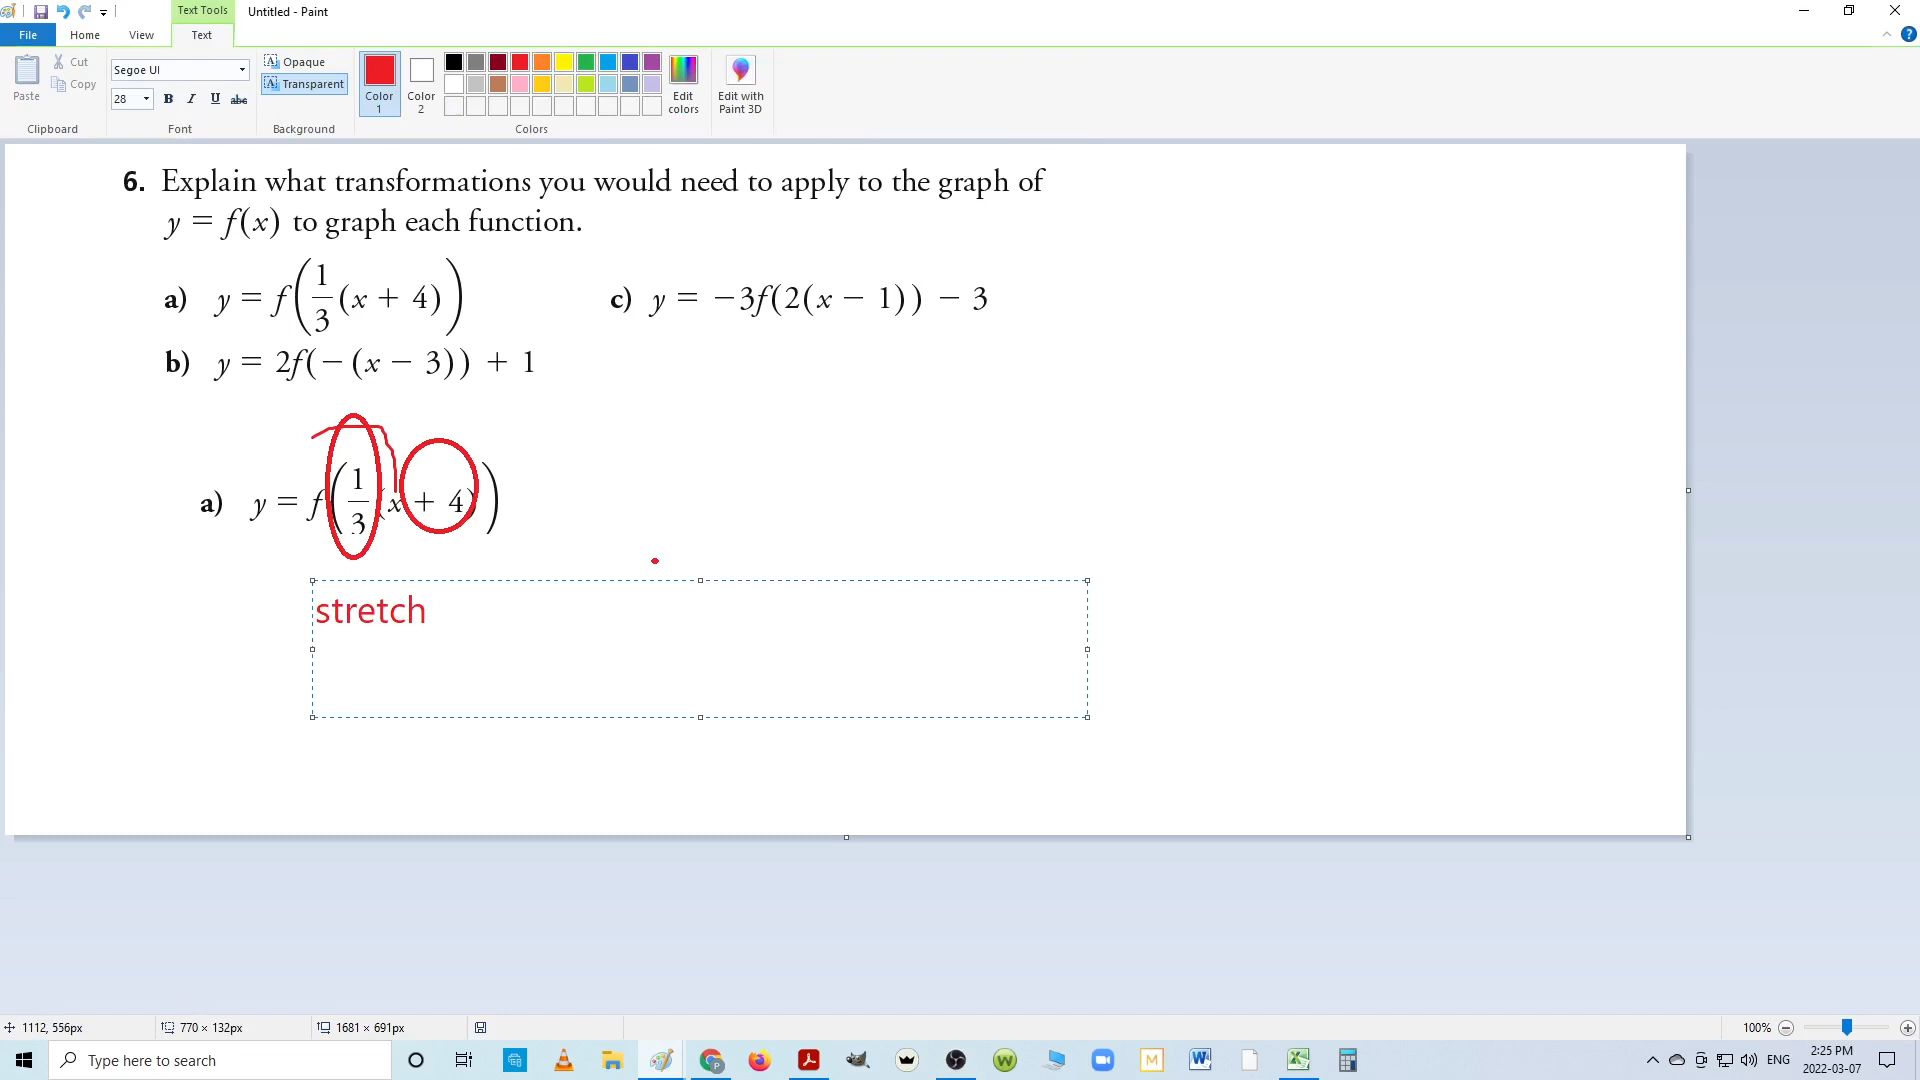 Text Tools
Untitled - Paint
File
Home
View
Text
Paste
Cut
Copy
Clipboard
Segoe UI
28
B
I
U
abc
Font
A Opaque
A Transparent
Background
Color
1
Color
2
Edit
colors
Colors
Edit with
Paint 3D
6. Explain what transformations you would need to apply to the graph of
y = f(x) to graph each function.
a) y = f(1/3(x + 4))
c) y = −3f(2(x − 1)) − 3
b) y = 2f(−(x − 3)) + 1
a) y = f(1/3(x + 4))
stretch
1112, 556px
770 × 132px
1681 × 691px
100%
Type here to search
P
W
M
W
ENG
2:25 PM
2022-03-07